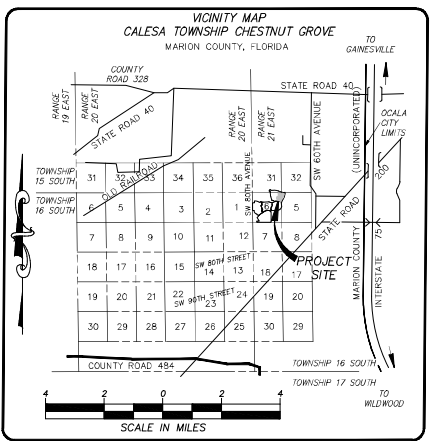 VICINITY MAP
CALESA TOWNSHIP CHESTNUT GROVE
MARION COUNTY, FLORIDA
TO
GAINESVILLE
COUNTY
ROAD 328
STATE ROAD 40
RANGE
19 EAST
RANGE
20 EAST
STATE ROAD 40
RANGE
20 EAST
RANGE
21 EAST
SW 60TH AVENUE
(UNINCORPORATED)
OCALA
CITY
LIMITS
200
OLD RAILROAD
SW 80TH AVENUE
TOWNSHIP
15 SOUTH
31 32 33 34 35 36 31 32
TOWNSHIP
16 SOUTH
6 5 4 3 2 1 6 5
STATE ROAD
7 8 9 10 11 12 7 8
MARION COUNTY
INTERSTATE 75
PROJECT
SITE
SW 80TH STREET
18 17 16 15 14 13 18 17
SW 90TH STREET
19 20 21 22 23 24 19 20
30 29 28 27 26 25 30 29
COUNTY ROAD 484
TOWNSHIP 16 SOUTH
TOWNSHIP 17 SOUTH
TO
WILDWOOD
4 2 0 4
SCALE IN MILES